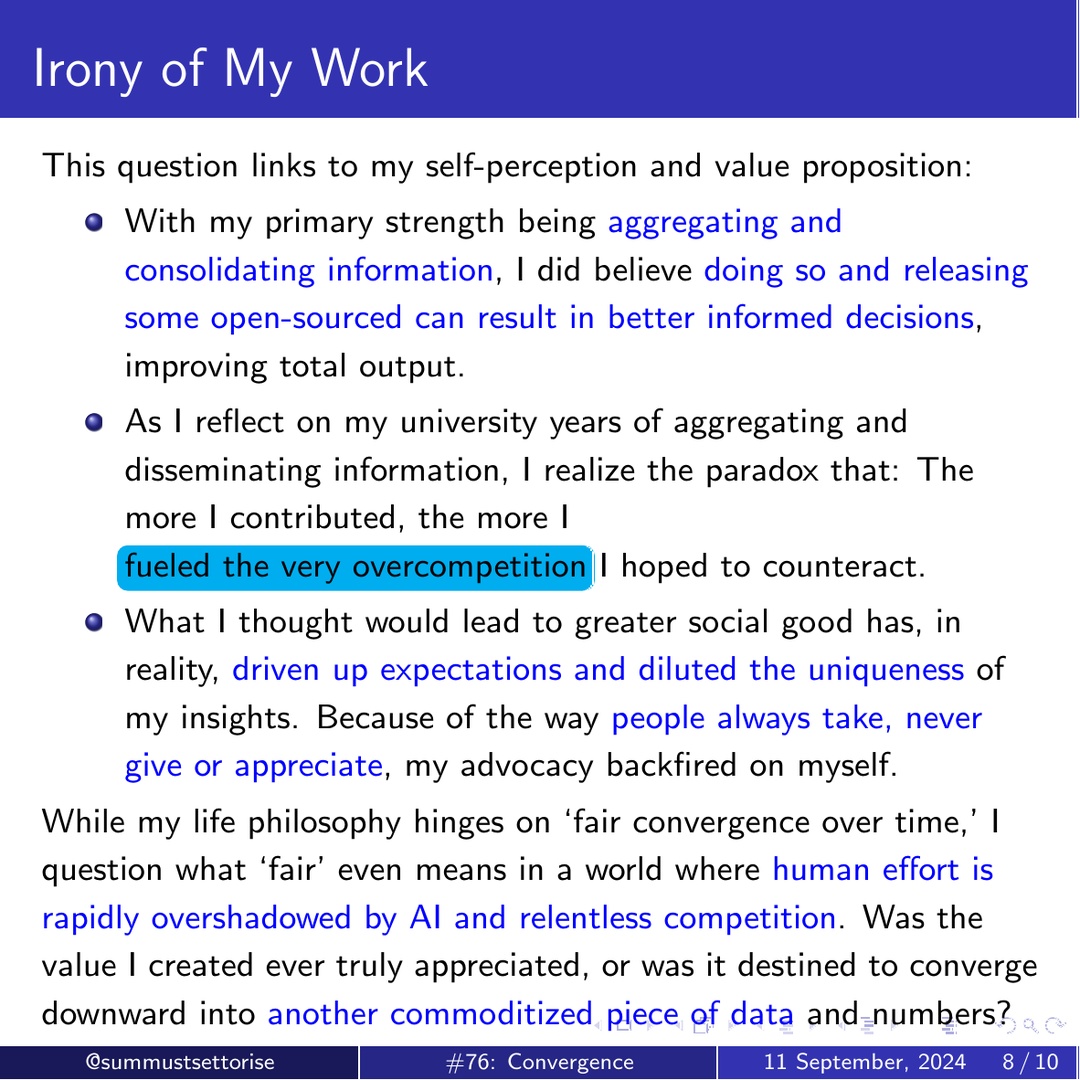 Irony of My Work
This question links to my self-perception and value proposition:
With my primary strength being aggregating and
consolidating information, I did believe doing so and releasing
some open-sourced can result in better informed decisions,
improving total output.
As I reflect on my university years of aggregating and
disseminating information, I realize the paradox that: The
more I contributed, the more I
fueled the very overcompetition I hoped to counteract.
What I thought would lead to greater social good has, in
reality, driven up expectations and diluted the uniqueness of
my insights. Because of the way people always take, never
give or appreciate, my advocacy backfired on myself.
While my life philosophy hinges on ‘fair convergence over time,’ I
question what ‘fair’ even means in a world where human effort is
rapidly overshadowed by AI and relentless competition. Was the
value I created ever truly appreciated, or was it destined to converge
downward into another commoditized piece of data and numbers?
@summustsettorise #76: Convergence 11 September, 2024 8 / 10